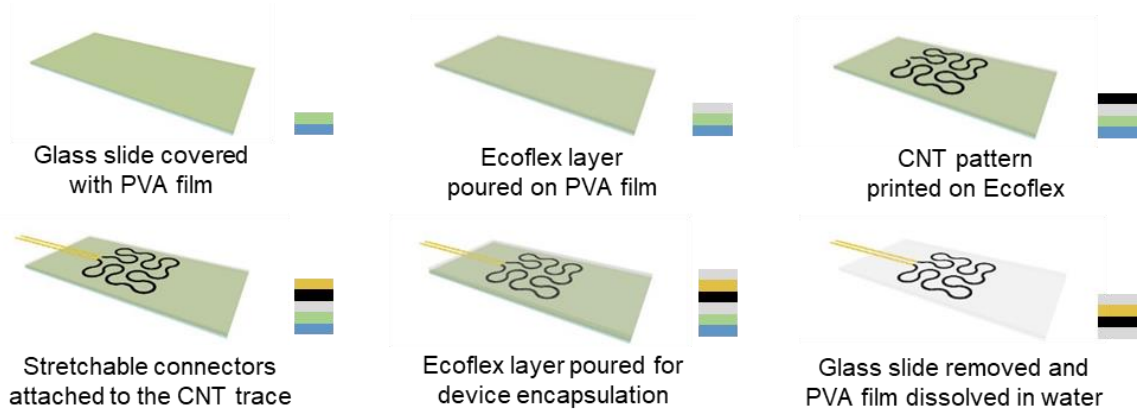 Glass slide covered
with PVA film
Ecoflex layer
poured on PVA film
CNT pattern
printed on Ecoflex
Stretchable connectors
attached to the CNT trace
Ecoflex layer poured for
device encapsulation
Glass slide removed and
PVA film dissolved in water